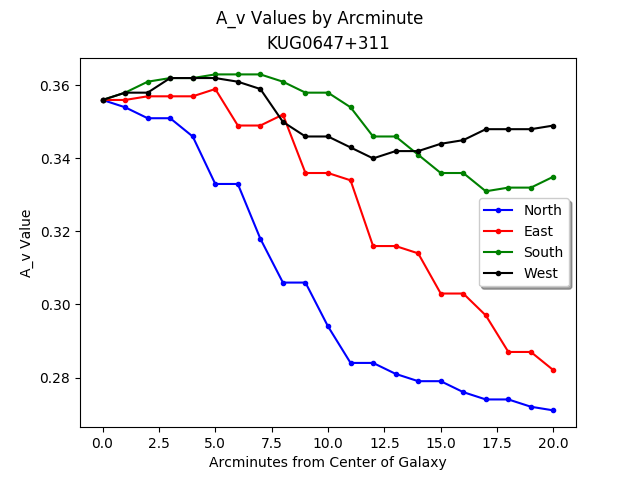 A_v Values by Arcminute
KUG0647+311
0.36
0.34
0.32
0.30
0.28
A_v Value
North
East
South
West
0.0 2.5 5.0 7.5 10.0 12.5 15.0 17.5 20.0
Arcminutes from Center of Galaxy